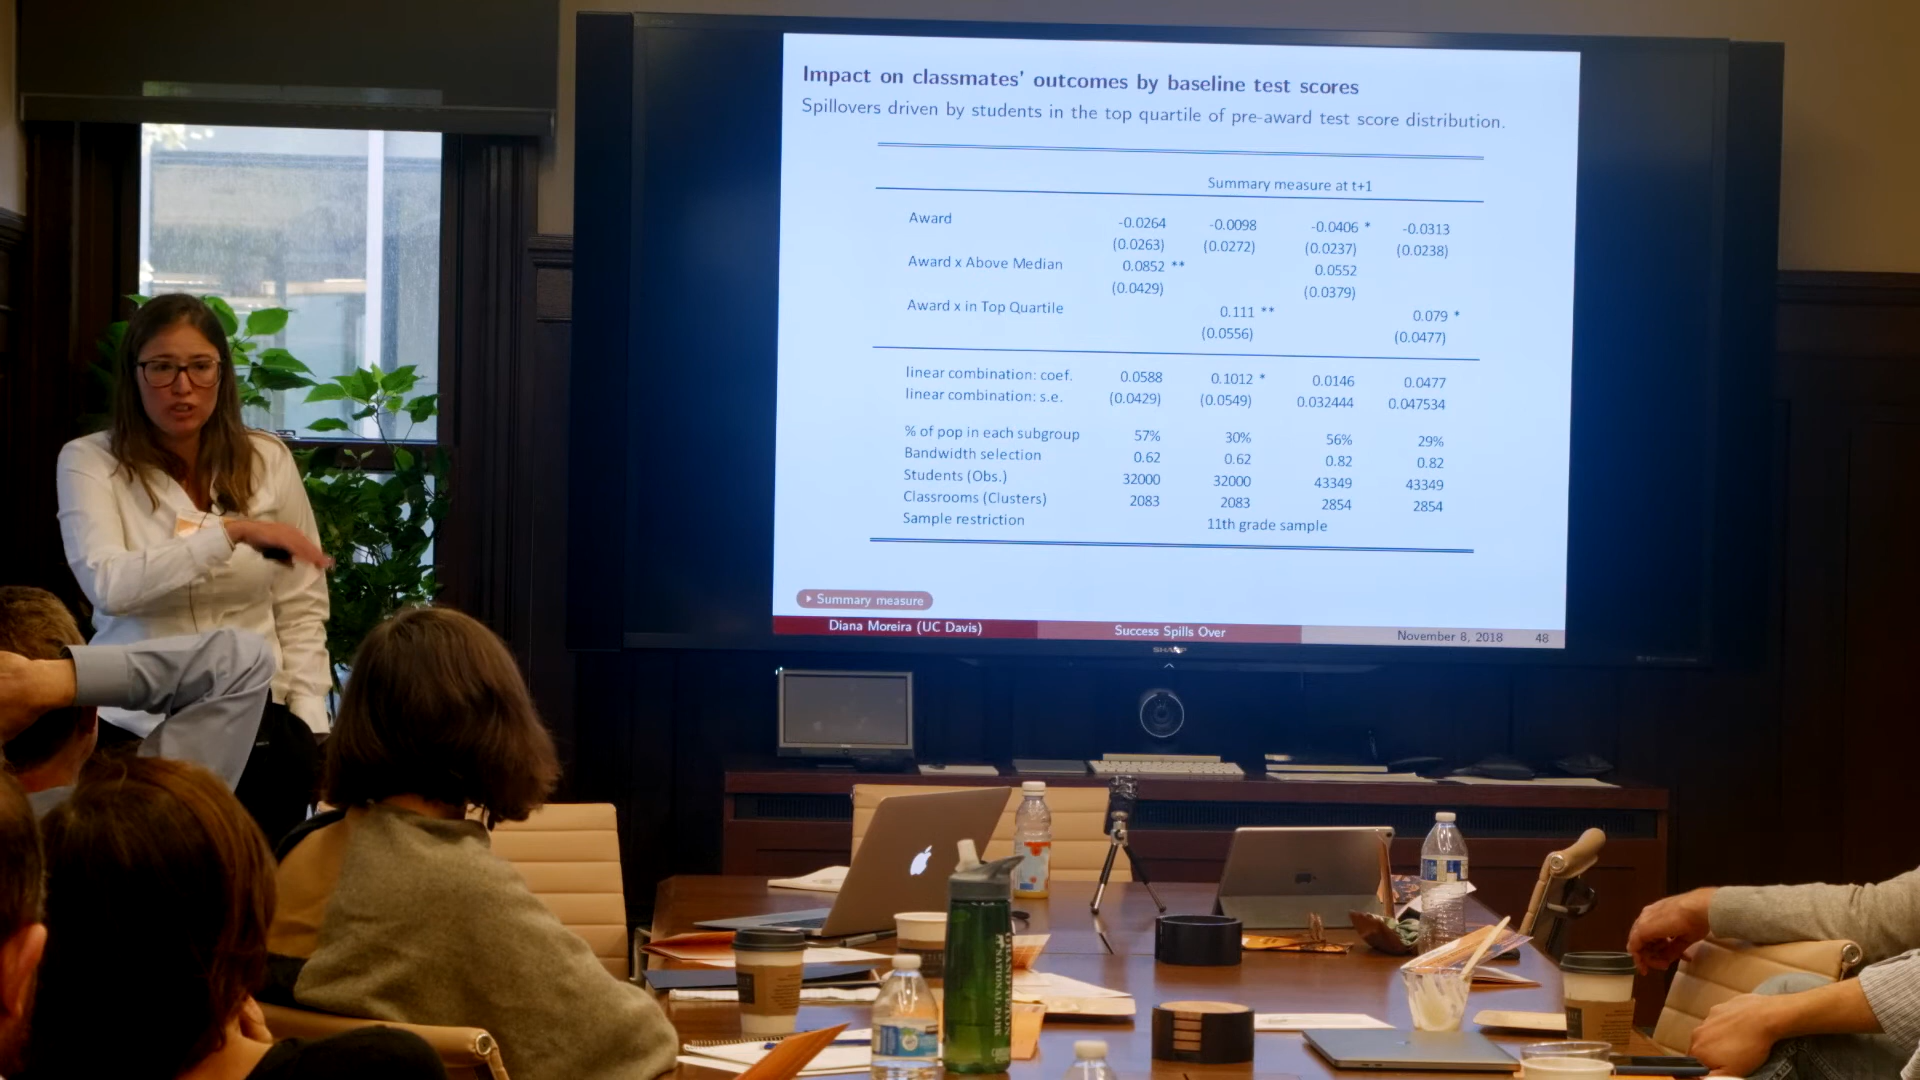 Impact on classmates' outcomes by baseline test scores
Spillovers driven by students in the top quartile of pre-award test score distribution.
Summary measure at t+1
Award -0.0264 -0.0098 -0.0406 * -0.0313
(0.0263) (0.0272) (0.0237) (0.0238)
Award x Above Median 0.0852 ** 0.0552
(0.0429) (0.0379)
Award x in Top Quartile 0.111 ** 0.079 *
(0.0556) (0.0477)
linear combination: coef. 0.0588 0.1012 * 0.0146 0.0477
linear combination: s.e. (0.0429) (0.0549) 0.032444 0.047534
% of pop in each subgroup 57% 30% 56% 29%
Bandwidth selection 0.62 0.62 0.82 0.82
Students (Obs.) 32000 32000 43349 43349
Classrooms (Clusters) 2083 2083 2854 2854
Sample restriction 11th grade sample
Summary measure
Diana Moreira (UC Davis) Success Spills Over November 8, 2018 48
SHARP
NATIONAL PARK